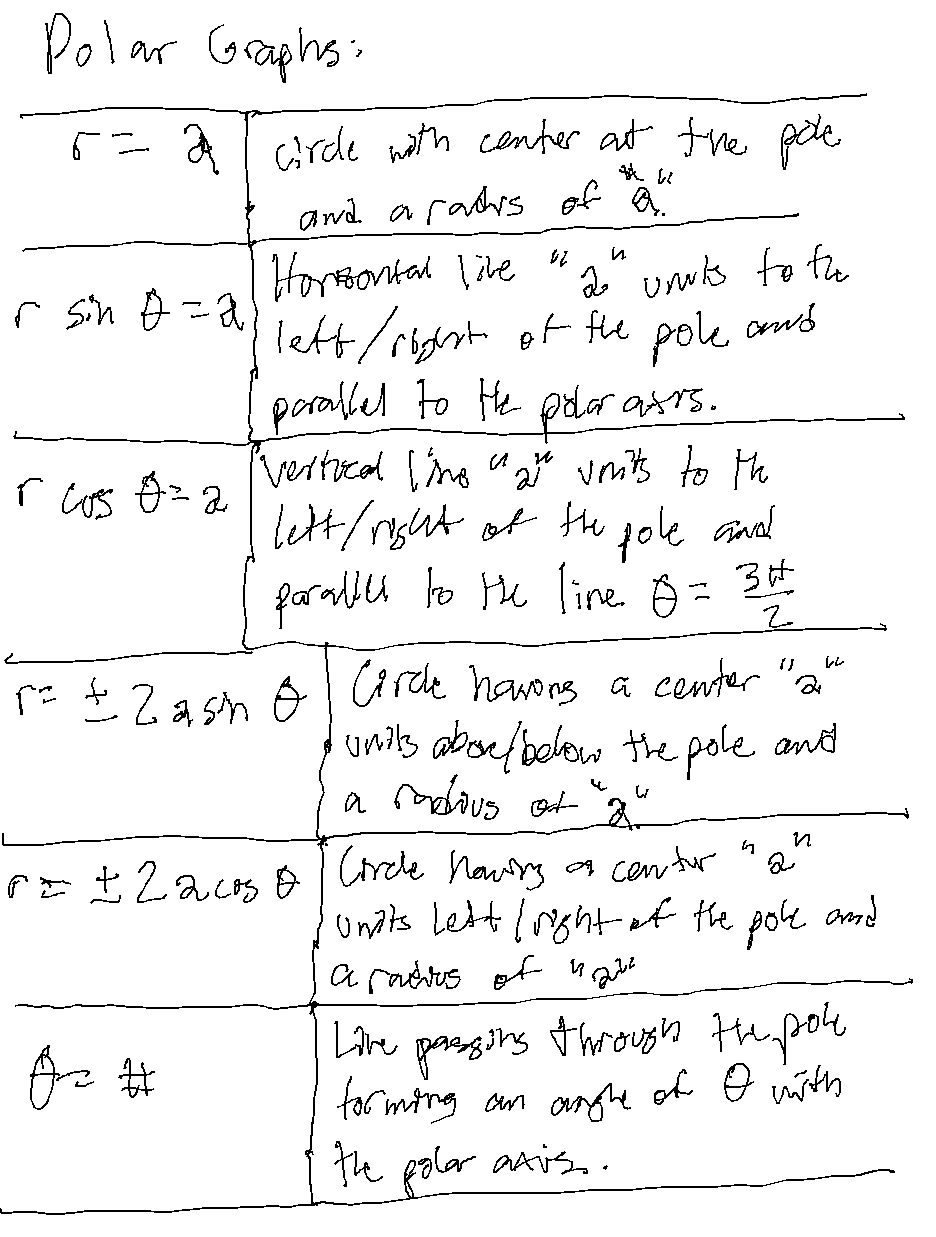 Polar Graphs:
r = a
circle with center at the pole
and a radius of "a."
r sin θ = a
Horizontal line "a" units to the
left/right of the pole and
parallel to the polar axis.
r cos θ = a
Vertical line "a" units to the
left/right of the pole and
parallel to the line θ = 3π/2
r = ± 2a sin θ
Circle having a center "a"
units above/below the pole and
a radius of "a."
r = ± 2a cos θ
Circle having a center "a"
units left/right of the pole and
a radius of "a"
θ = #
Line passing through the pole
forming an angle of θ with
the polar axis.